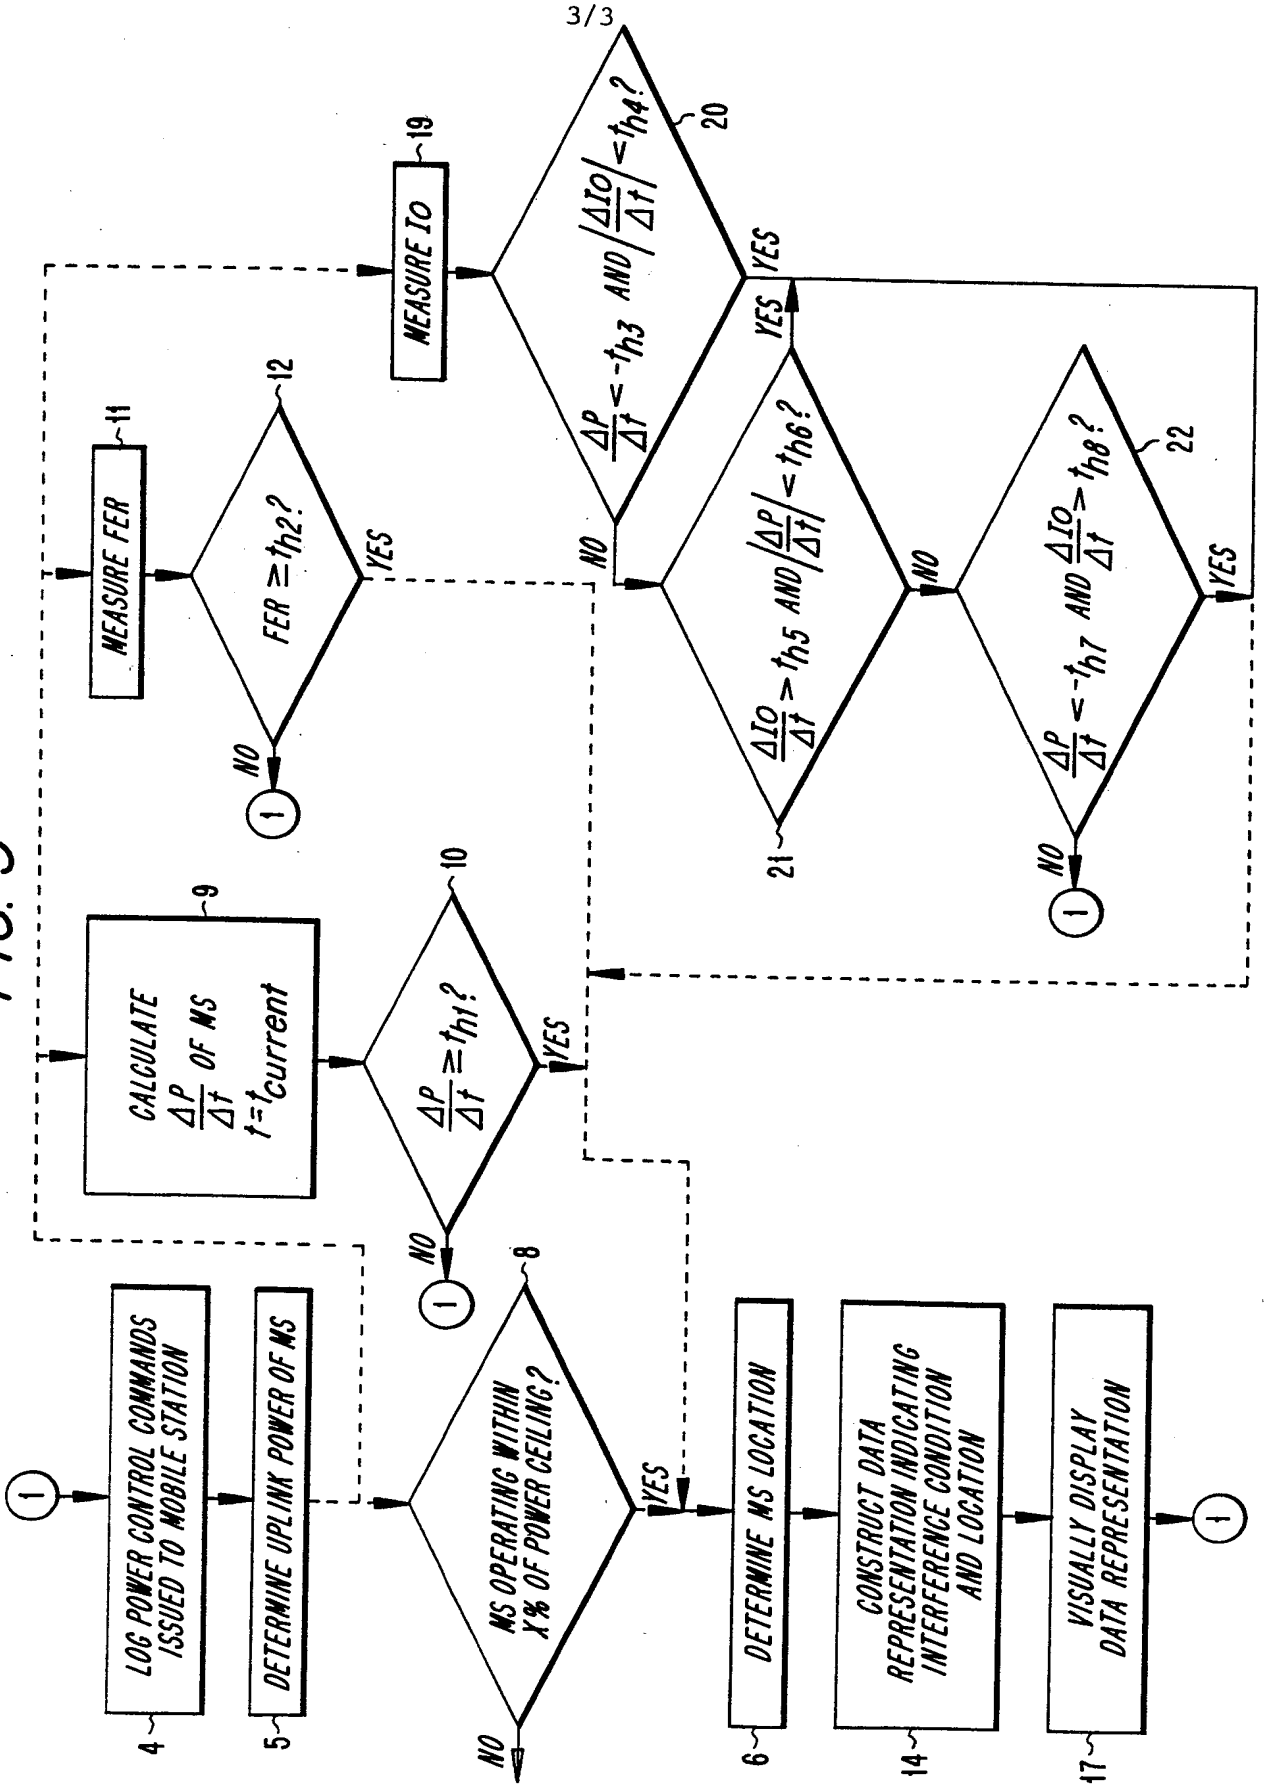 3/3
FIG. 3
1
LOG POWER CONTROL COMMANDS
ISSUED TO MOBILE STATION
4
DETERMINE UPLINK POWER OF MS
5
MS OPERATING WITHIN
X% OF POWER CEILING?
8
NO
YES
DETERMINE MS LOCATION
6
CONSTRUCT DATA
REPRESENTATION INDICATING
INTERFERENCE CONDITION
AND LOCATION
14
VISUALLY DISPLAY
DATA REPRESENTATION
17
1
CALCULATE
ΔP/Δt OF MS
t=tcurrent
9
ΔP/Δt ≥ th1?
10
NO
1
YES
MEASURE FER
11
FER ≥ th2?
12
NO
1
YES
MEASURE IO
19
ΔP/Δt < -th3 AND /ΔIO/Δt/ < th4?
20
NO
YES
ΔIO/Δt > th5 AND /ΔP/Δt/ < th6?
21
YES
NO
ΔP/Δt < -th7 AND ΔIO/Δt > th8?
22
NO
1
YES